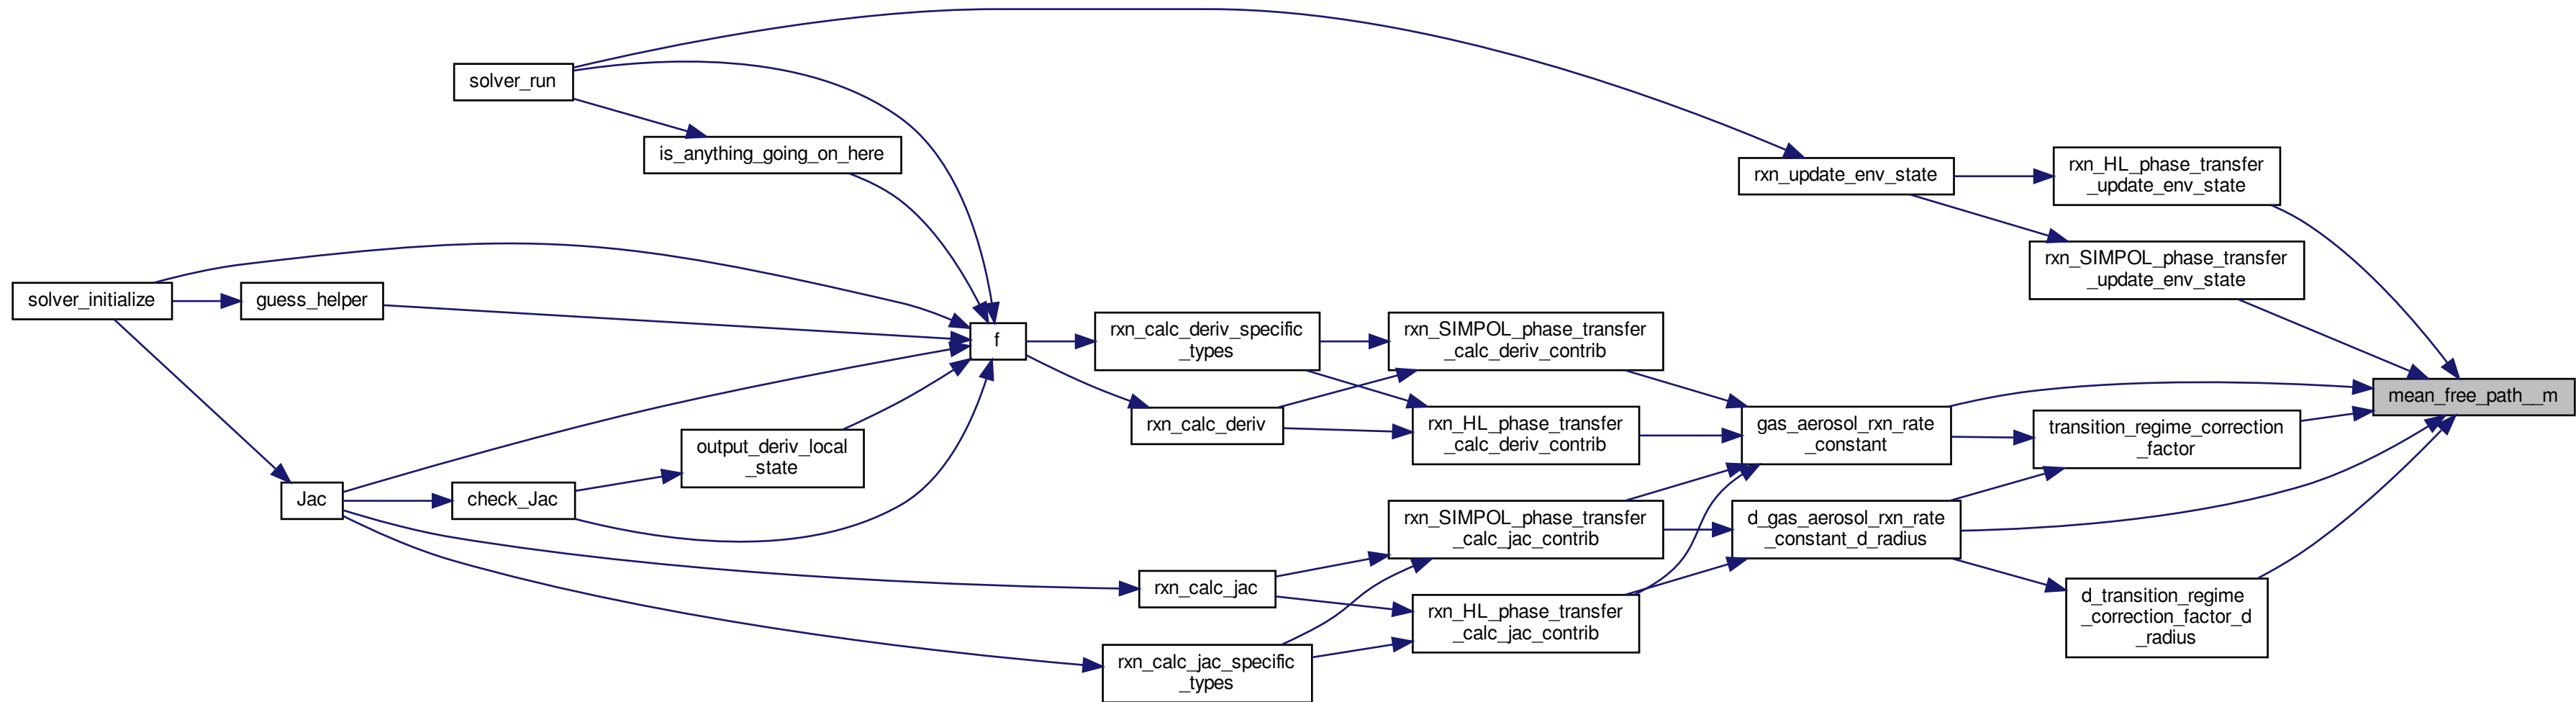 solver_run
is_anything_going_on_here
rxn_update_env_state
rxn_HL_phase_transfer
_update_env_state
rxn_SIMPOL_phase_transfer
_update_env_state
solver_initialize
guess_helper
f
rxn_calc_deriv_specific
_types
rxn_SIMPOL_phase_transfer
_calc_deriv_contrib
mean_free_path__m
rxn_calc_deriv
rxn_HL_phase_transfer
_calc_deriv_contrib
gas_aerosol_rxn_rate
_constant
transition_regime_correction
_factor
output_deriv_local
_state
Jac
check_Jac
rxn_SIMPOL_phase_transfer
_calc_jac_contrib
d_gas_aerosol_rxn_rate
_constant_d_radius
rxn_calc_jac
rxn_HL_phase_transfer
_calc_jac_contrib
d_transition_regime
_correction_factor_d
_radius
rxn_calc_jac_specific
_types